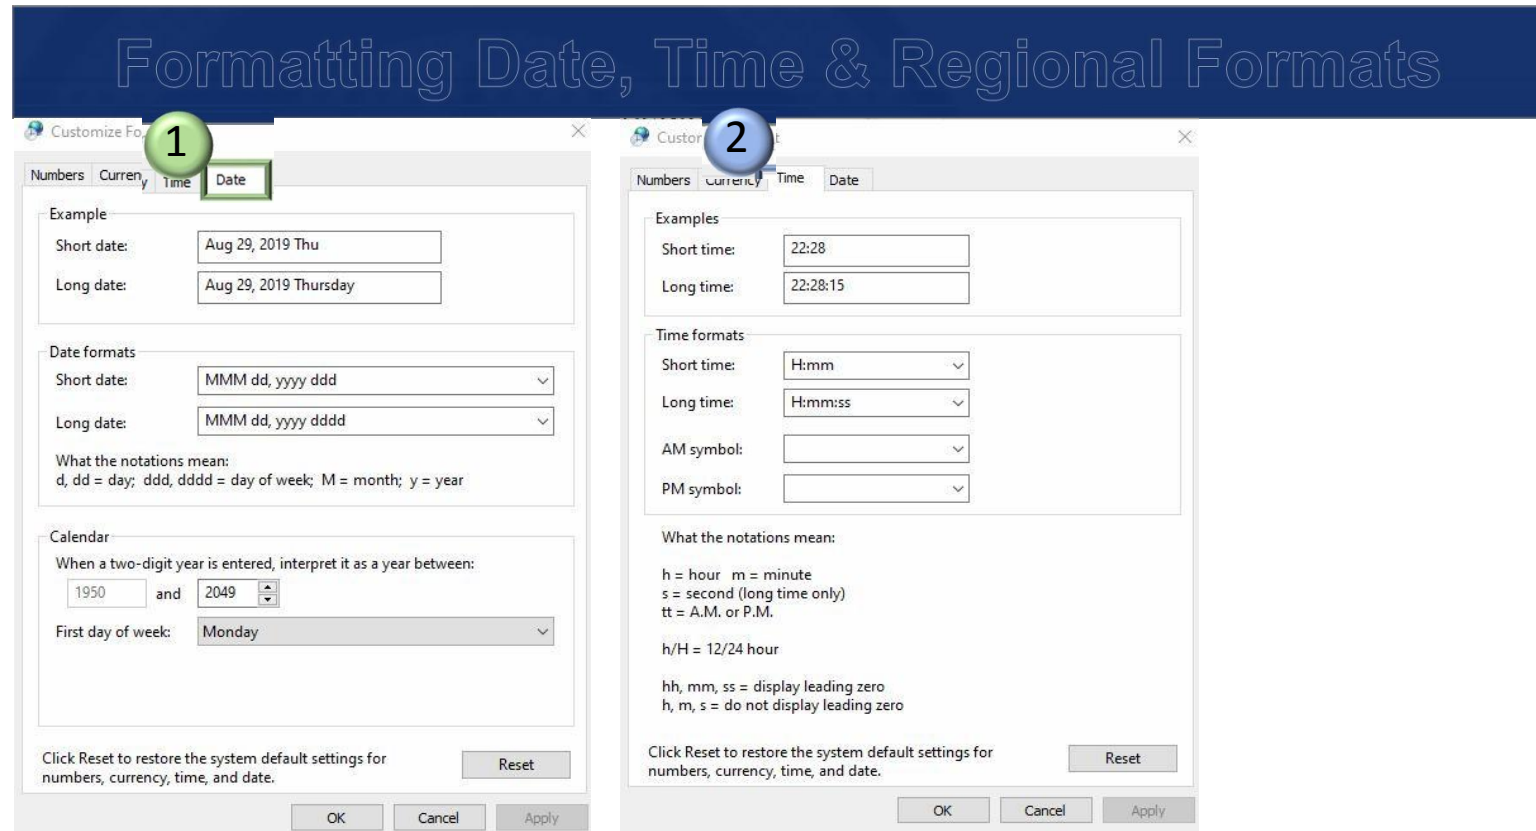 Formatting Date, Time & Regional Formats
Customize Fo
1
Numbers Currency Time Date
Example
Short date: Aug 29, 2019 Thu
Long date: Aug 29, 2019 Thursday
Date formats
Short date: MMM dd, yyyy ddd
Long date: MMM dd, yyyy dddd
What the notations mean:
d, dd = day; ddd, dddd = day of week; M = month; y = year
Calendar
When a two-digit year is entered, interpret it as a year between:
1950 and 2049
First day of week: Monday
Click Reset to restore the system default settings for
numbers, currency, time, and date.
Reset
OK Cancel Apply
Custor
2
t
Numbers Currency Time Date
Examples
Short time: 22:28
Long time: 22:28:15
Time formats
Short time: H:mm
Long time: H:mm:ss
AM symbol:
PM symbol:
What the notations mean:
h = hour m = minute
s = second (long time only)
tt = A.M. or P.M.
h/H = 12/24 hour
hh, mm, ss = display leading zero
h, m, s = do not display leading zero
Click Reset to restore the system default settings for
numbers, currency, time, and date.
Reset
OK Cancel Apply